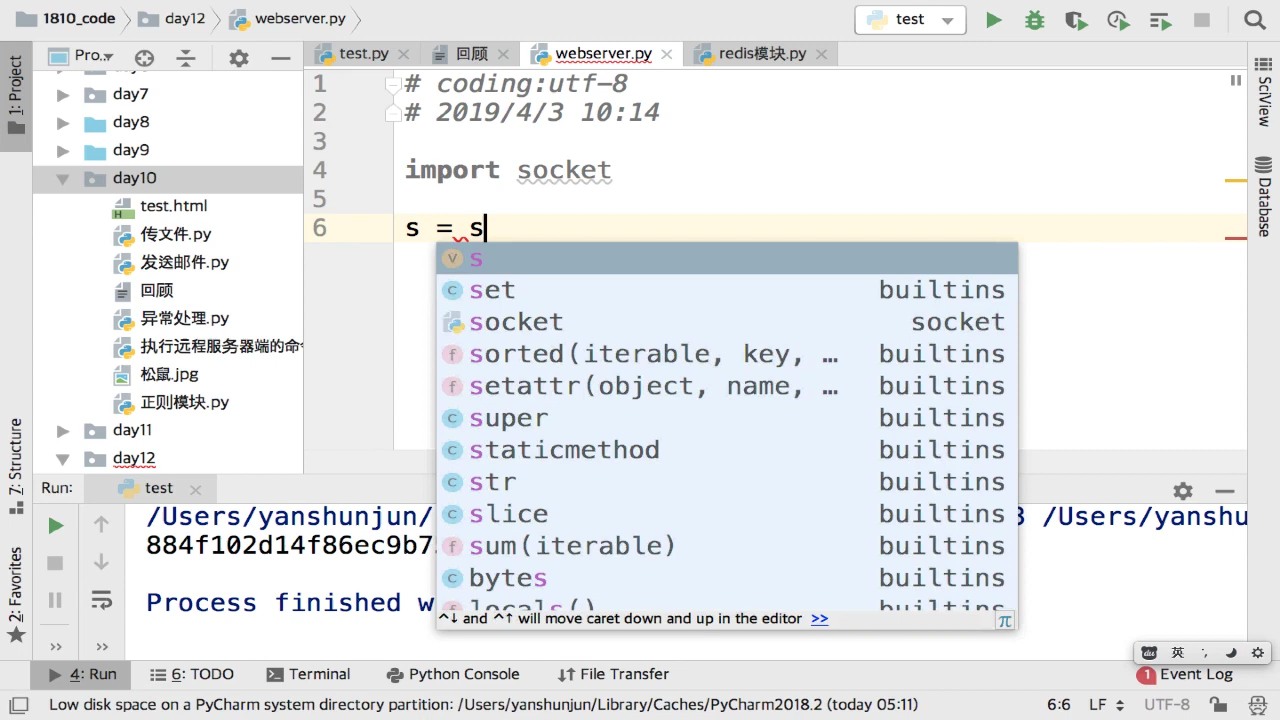 1810_code day12 webserver.py test
1: Project
Pro...
test.py 回顾 webserver.py redis模块.py
day7
day8
day9
day10
test.html
传文件.py
发送邮件.py
回顾
异常处理.py
执行远程服务器端的命
松鼠.jpg
正则模块.py
day11
day12
1 # coding:utf-8
2 # 2019/4/3 10:14
3
4 import socket
5
6 s = s
s
set builtins
socket socket
sorted(iterable, key, … builtins
setattr(object, name, … builtins
super builtins
staticmethod builtins
str builtins
slice builtins
sum(iterable) builtins
bytes builtins
locals() builtins
^↓ and ^↑ will move caret down and up in the editor >>
π
SciView
Database
7: Structure
2: Favorites
Run: test
/Users/yanshunjun/ 3 /Users/yanshu
884f102d14f86ec9b7
Process finished w
英
4: Run 6: TODO Terminal Python Console File Transfer 1 Event Log
Low disk space on a PyCharm system directory partition: /Users/yanshunjun/Library/Caches/PyCharm2018.2 (today 05:11) 6:6 LF UTF-8